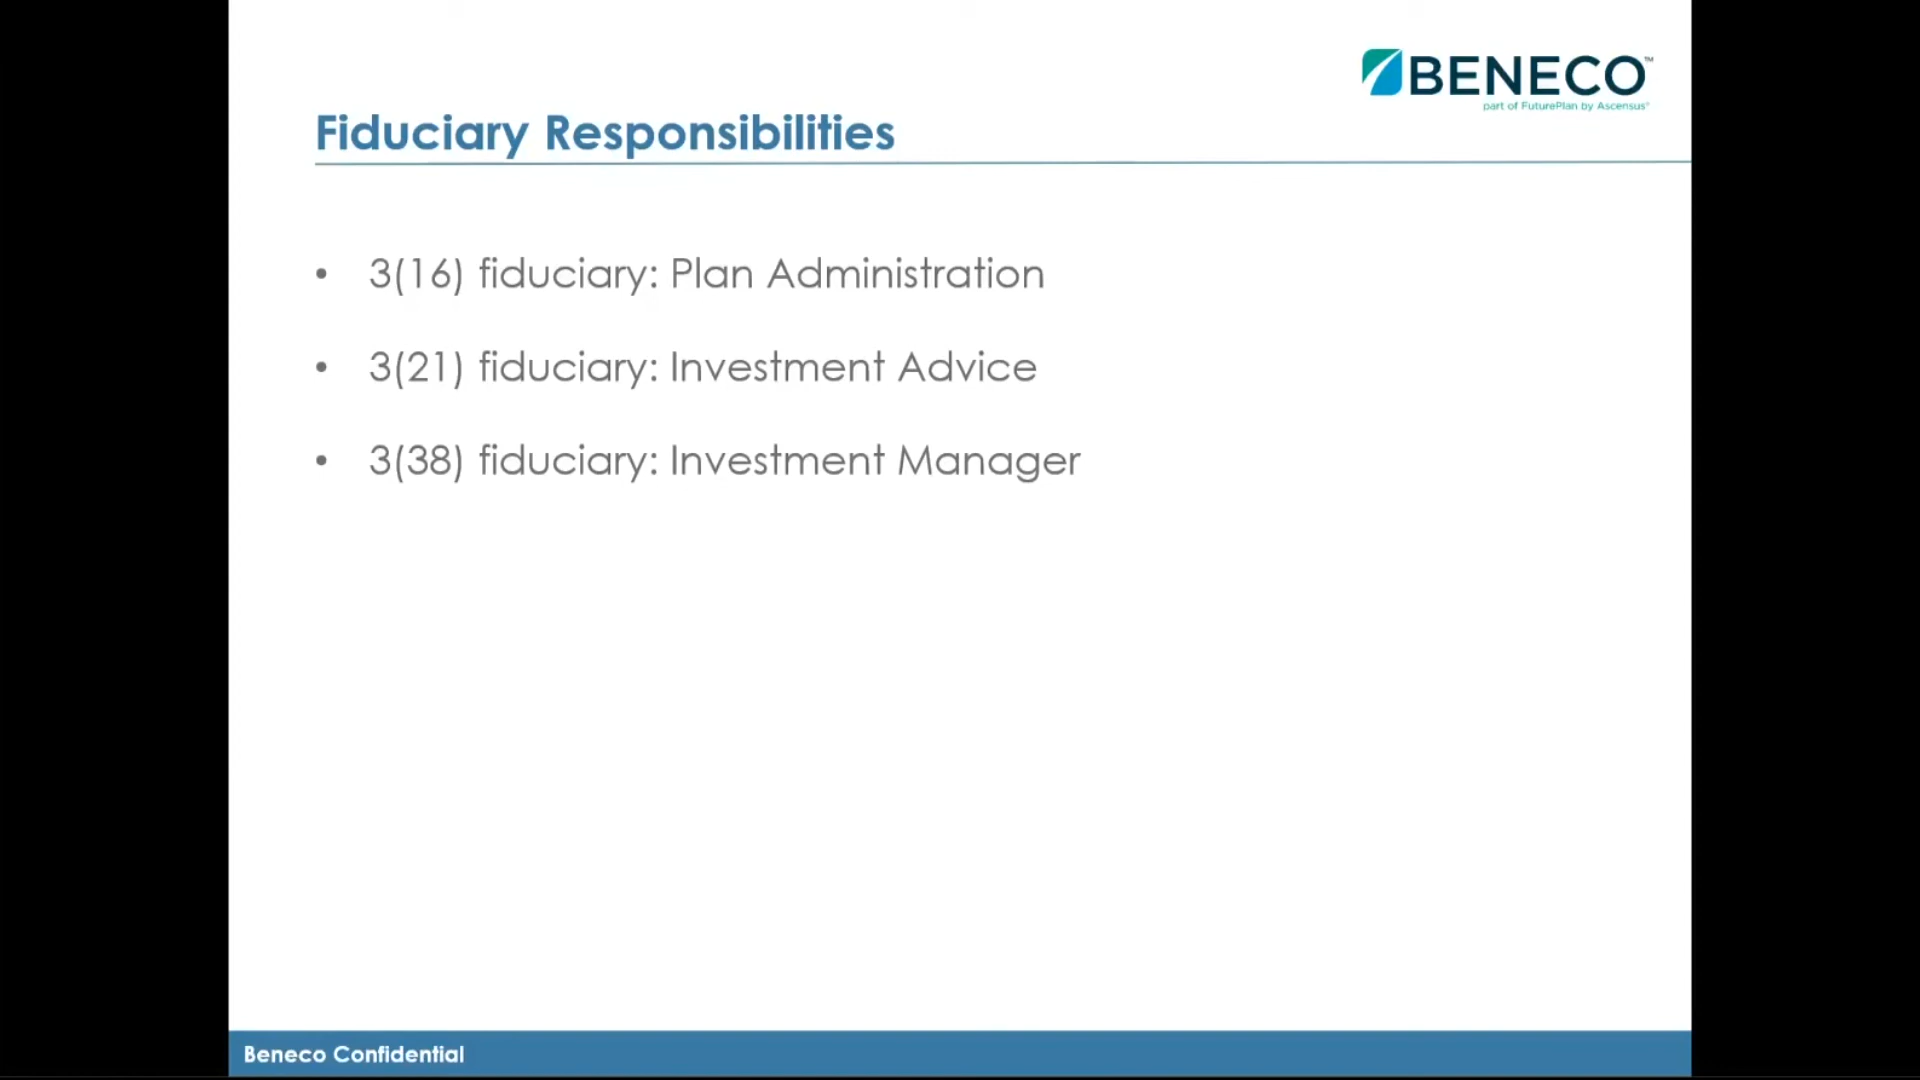 BENECO™
part of FuturePlan by Ascensus®
Fiduciary Responsibilities
• 3(16) fiduciary: Plan Administration
• 3(21) fiduciary: Investment Advice
• 3(38) fiduciary: Investment Manager
Beneco Confidential